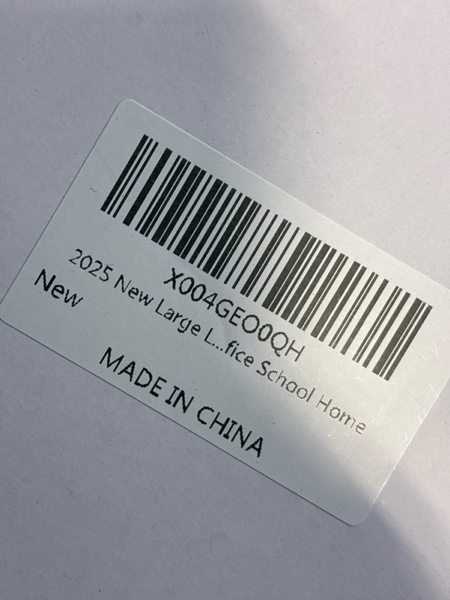 X004GEO0QH
2025 New Large L...fice School Home
New
MADE IN CHINA